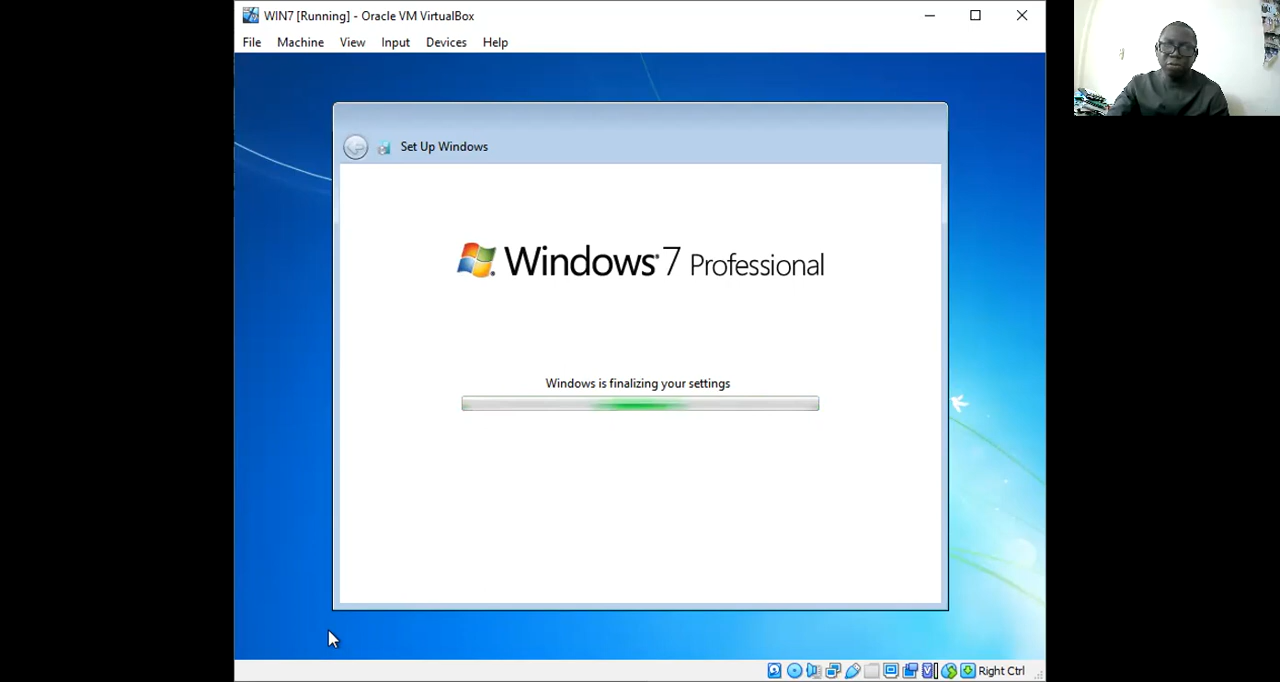 WIN7 [Running] - Oracle VM VirtualBox
File Machine View Input Devices Help
Set Up Windows
Windows 7 Professional
Windows is finalizing your settings
Right Ctrl